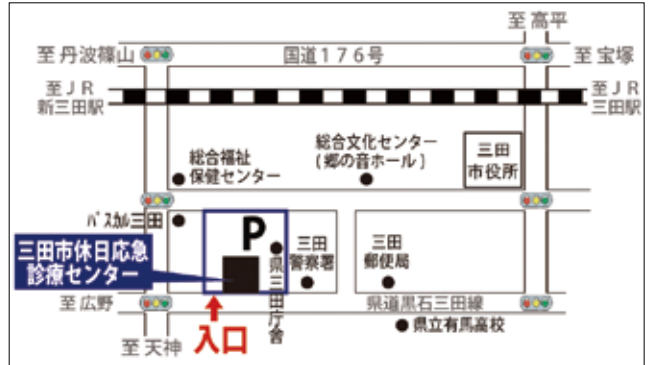 至 高平
至 丹波篠山
国道176号
至 宝塚
至JR
新三田駅
至JR
三田駅
総合福祉
保健センター
総合文化センター
(郷の音ホール)
三田
市役所
パスカル三田
P
三田市休日応急
診療センター
県三田庁舎
三田
警察署
三田
郵便局
至 広野
県道黒石三田線
入口
県立有馬高校
至 天神